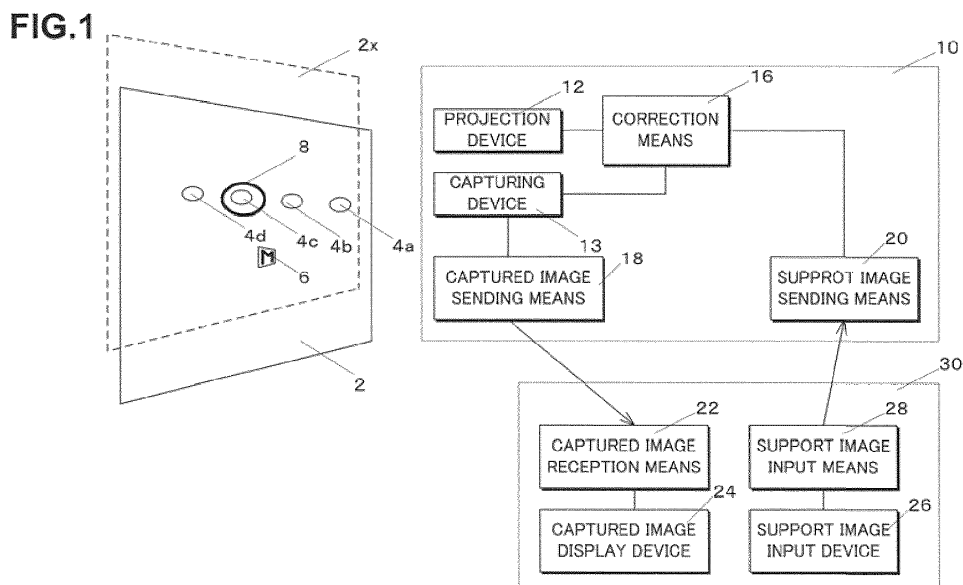 FIG.1
2x
10
12
16
PROJECTION
DEVICE
CORRECTION
MEANS
8
CAPTURING
DEVICE
4d
4c
4b
4a
13
18
20
6
M
CAPTURED IMAGE
SENDING MEANS
SUPPROT IMAGE
SENDING MEANS
2
30
22
28
CAPTURED IMAGE
RECEPTION MEANS
SUPPORT IMAGE
INPUT MEANS
24
26
CAPTURED IMAGE
DISPLAY DEVICE
SUPPORT IMAGE
INPUT DEVICE